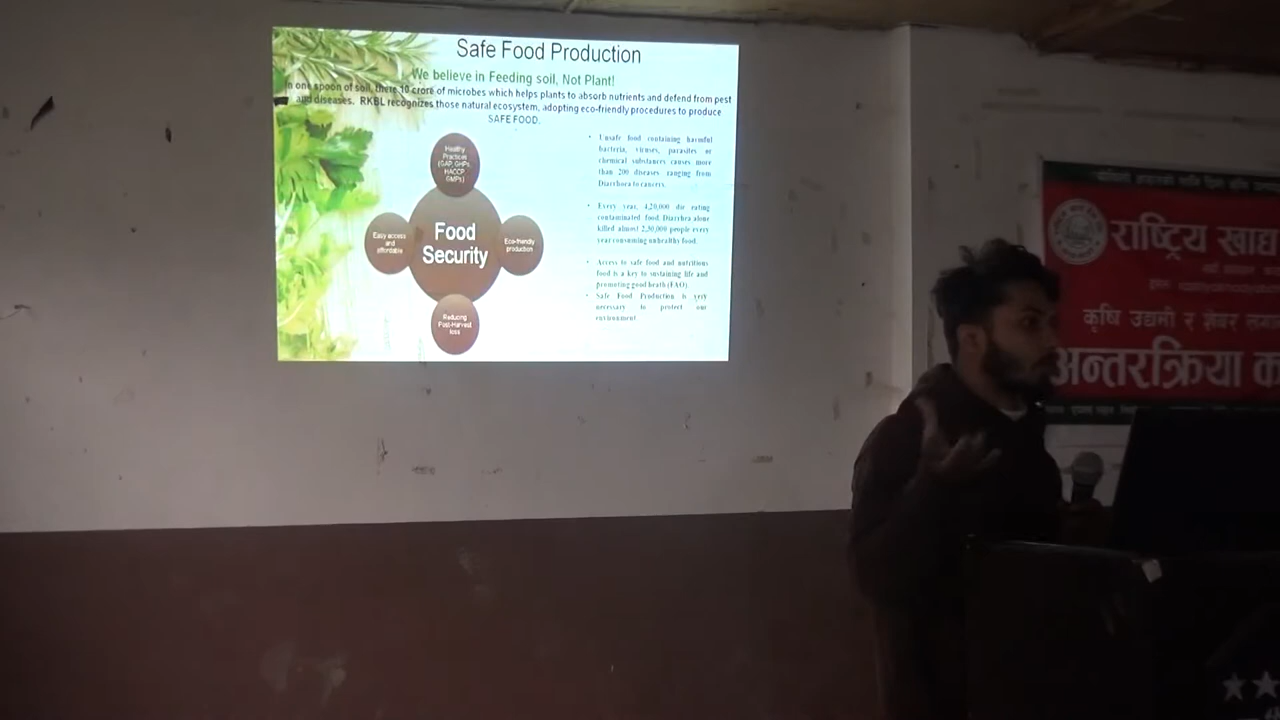 Safe Food Production
We believe in Feeding soil, Not Plant!
In one spoon of soil, there 10 crore of microbes which helps plants to absorb nutrients and defend from pest
and diseases. RKBL recognizes those natural ecosystem, adopting eco-friendly procedures to produce
SAFE FOOD.
Healthy
Practices
(GAP, GHPs,
HACCP,
GMPs)
Easy access
and
affordable
Food
Security
Eco-friendly
production
Reducing
Post-Harvest
loss
• Unsafe food containing harmful
bacteria, viruses, parasites or
chemical substances causes more
than 200 diseases ranging from
Diarrhoea to cancers.
• Every year, 4,20,000 die eating
contaminated food. Diarrhea alone
killed almost 2,30,000 people every
year consuming unhealthy food.
• Access to safe food and nutritious
food is a key to sustaining life and
promoting good heath (FAO)
• Safe Food Production is very
necessary to protect our
environment
राष्ट्रिय खाद्य
कृषि उद्यमी र शेयर लगा
अन्तरक्रिया क